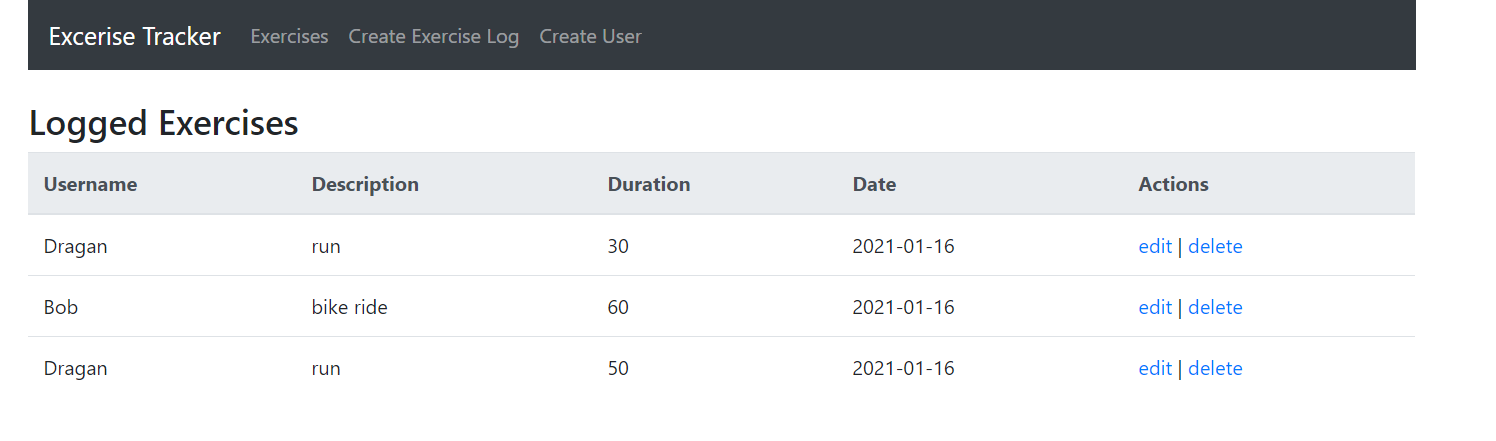 Excerise Tracker Exercises Create Exercise Log Create User
Logged Exercises
Username Description Duration Date Actions
Dragan run 30 2021-01-16 edit | delete
Bob bike ride 60 2021-01-16 edit | delete
Dragan run 50 2021-01-16 edit | delete